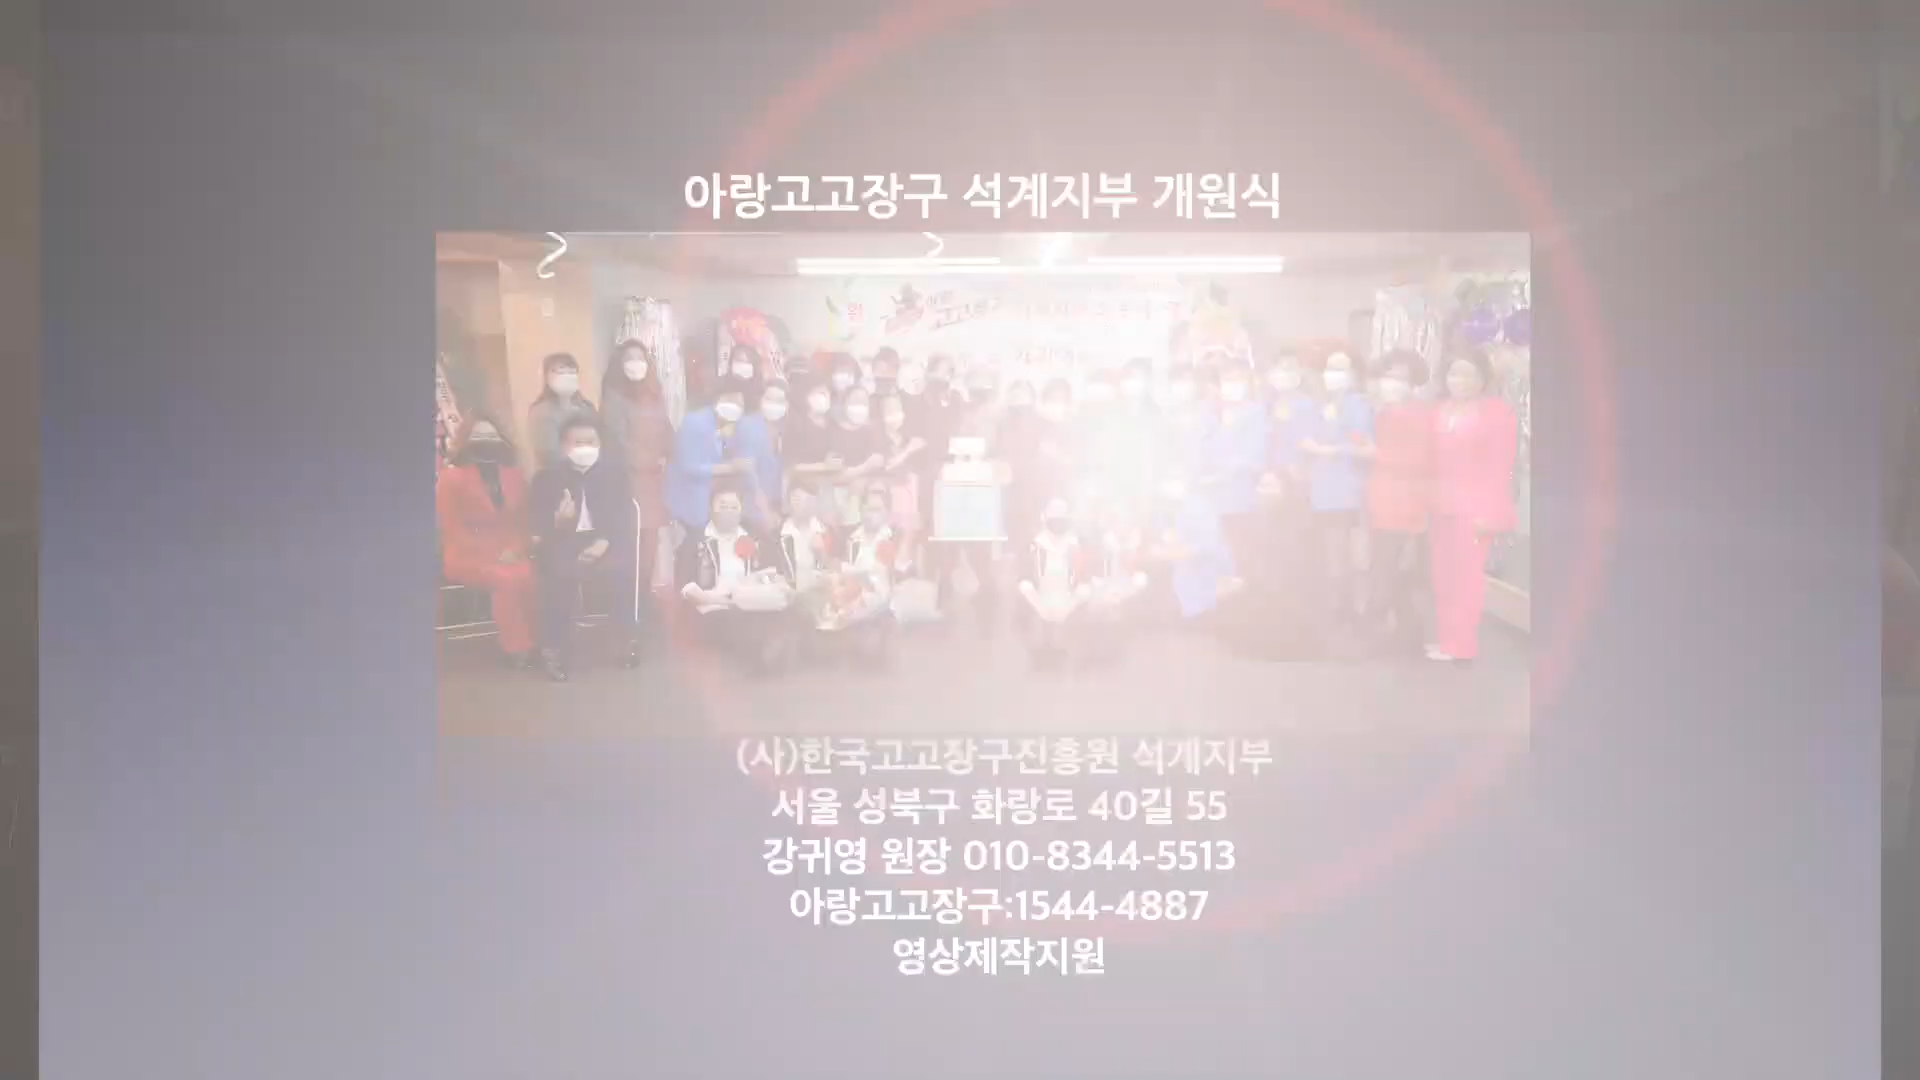 아랑고고장구 석계지부 개원식
(사)한국고고장구진흥원 석계지부
서울 성북구 화랑로 40길 55
강귀영 원장 010-8344-5513
아랑고고장구:1544-4887
영상제작지원